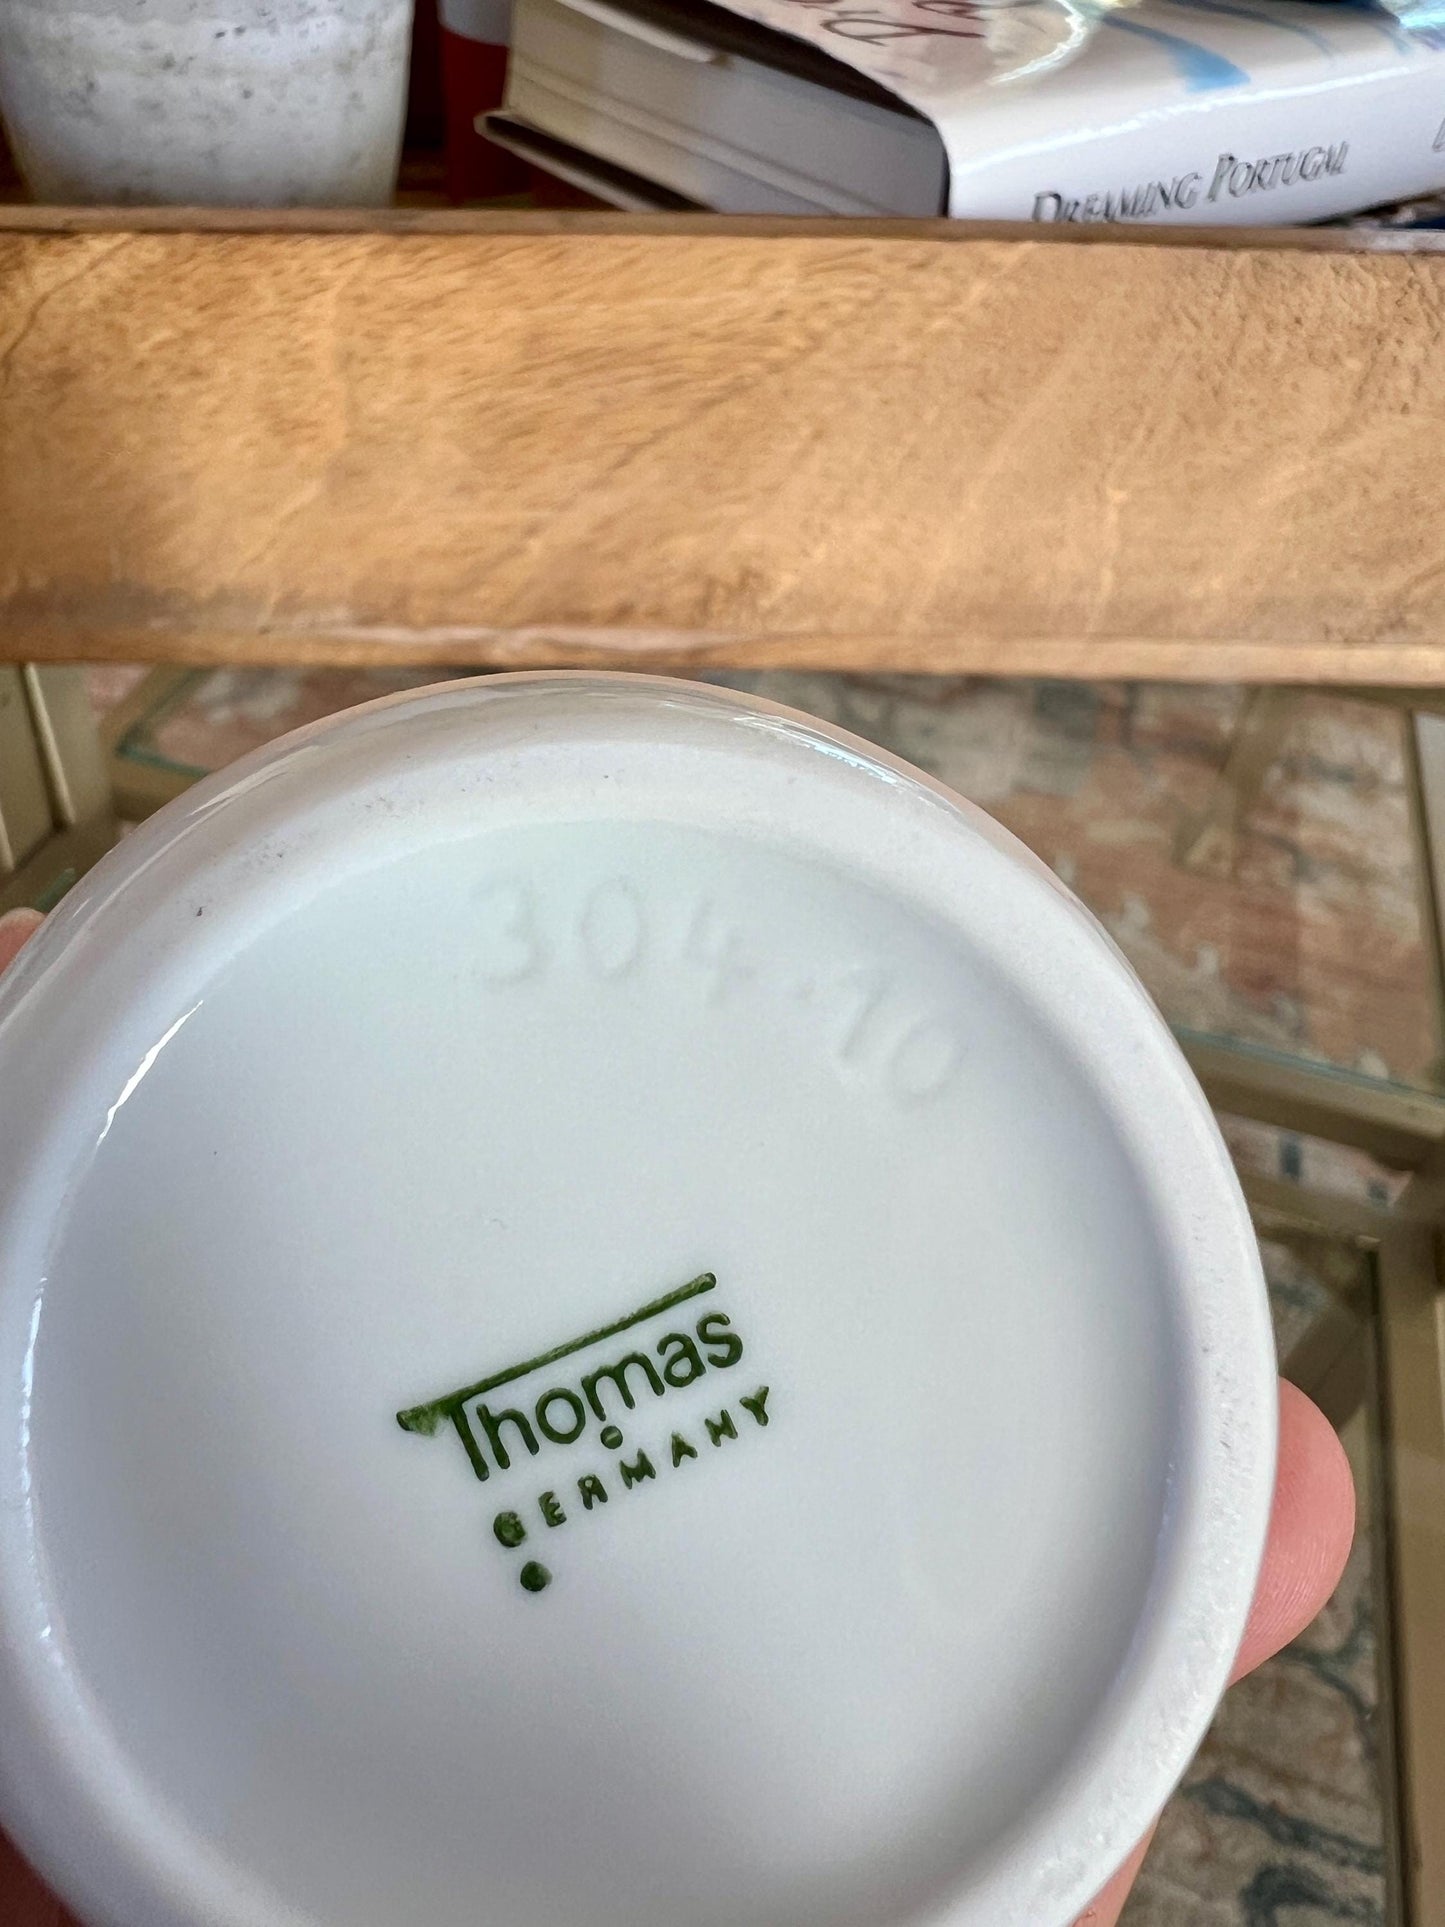 DREAMING PORTUGAL
304.10
Thomas
GERMANY